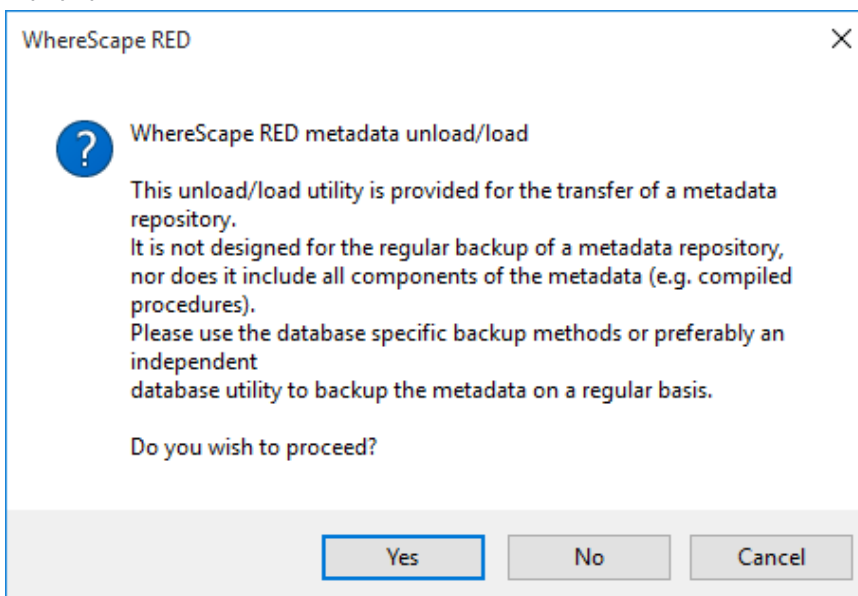 WhereScape RED
WhereScape RED metadata unload/load
This unload/load utility is provided for the transfer of a metadata
repository.
It is not designed for the regular backup of a metadata repository,
nor does it include all components of the metadata (e.g. compiled
procedures).
Please use the database specific backup methods or preferably an
independent
database utility to backup the metadata on a regular basis.
Do you wish to proceed?
Yes
No
Cancel